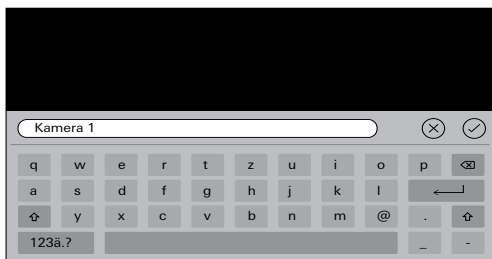 Kamera 1
q w e r t z u i o p
a s d f g h j k l
y x c v b n m @ .
123ä.? _ -